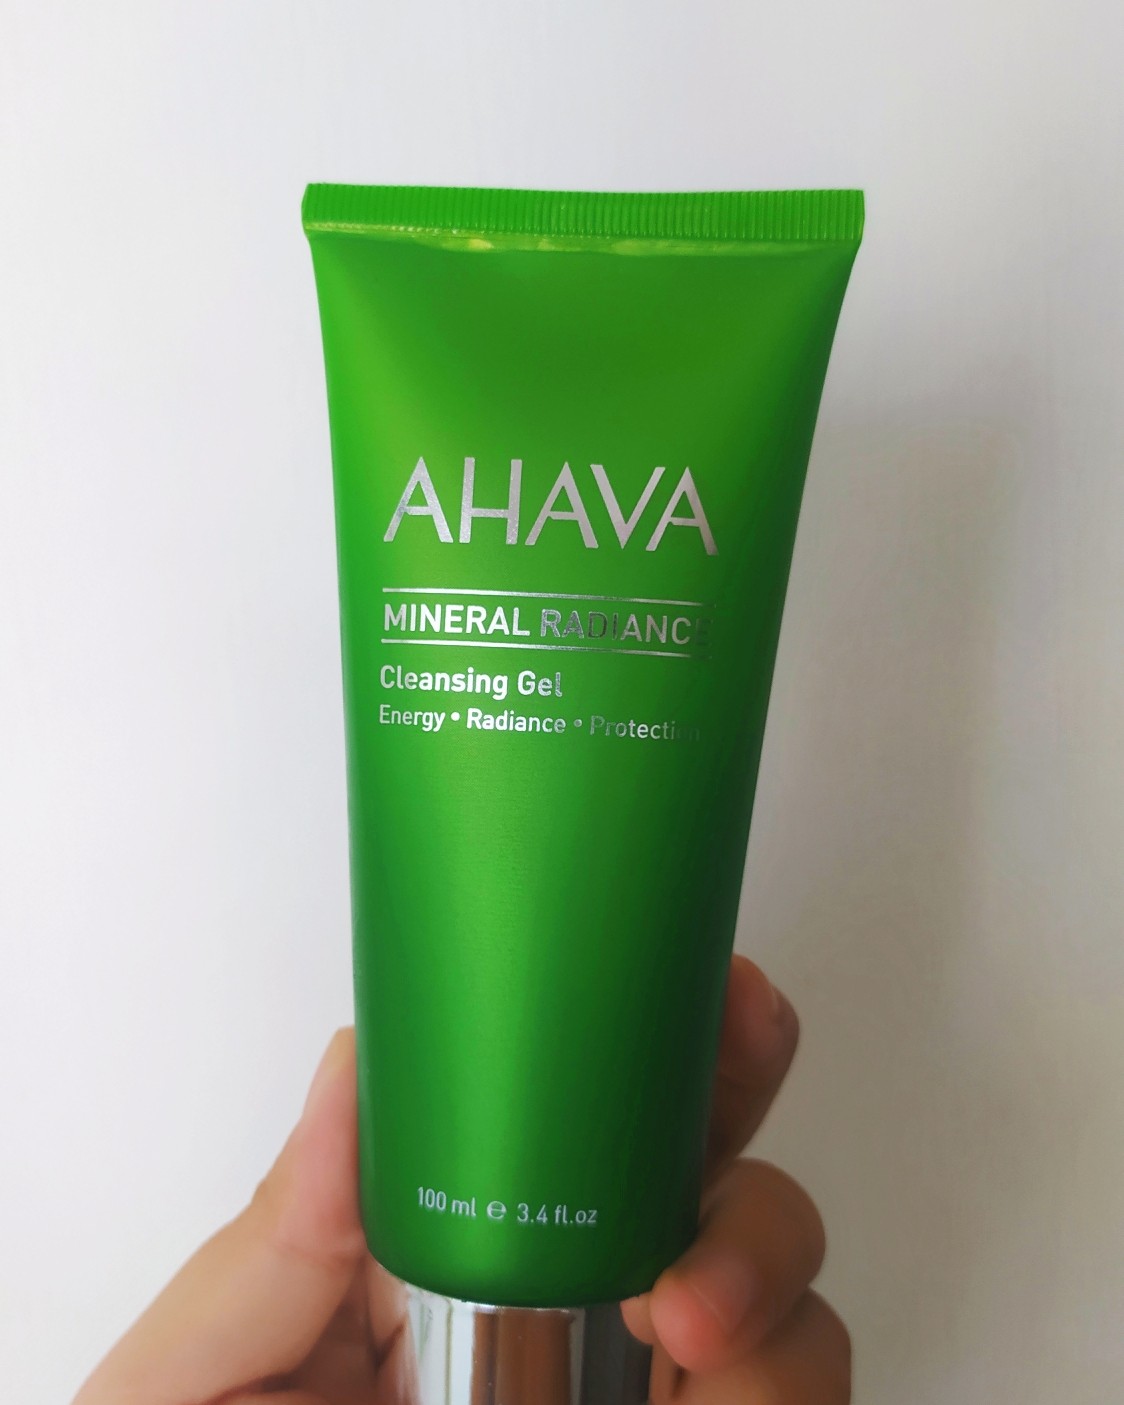 AHAVA
MINERAL RADIANCE
Cleansing Gel
Energy • Radiance • Protection
100 ml ℮ 3.4 fl.oz